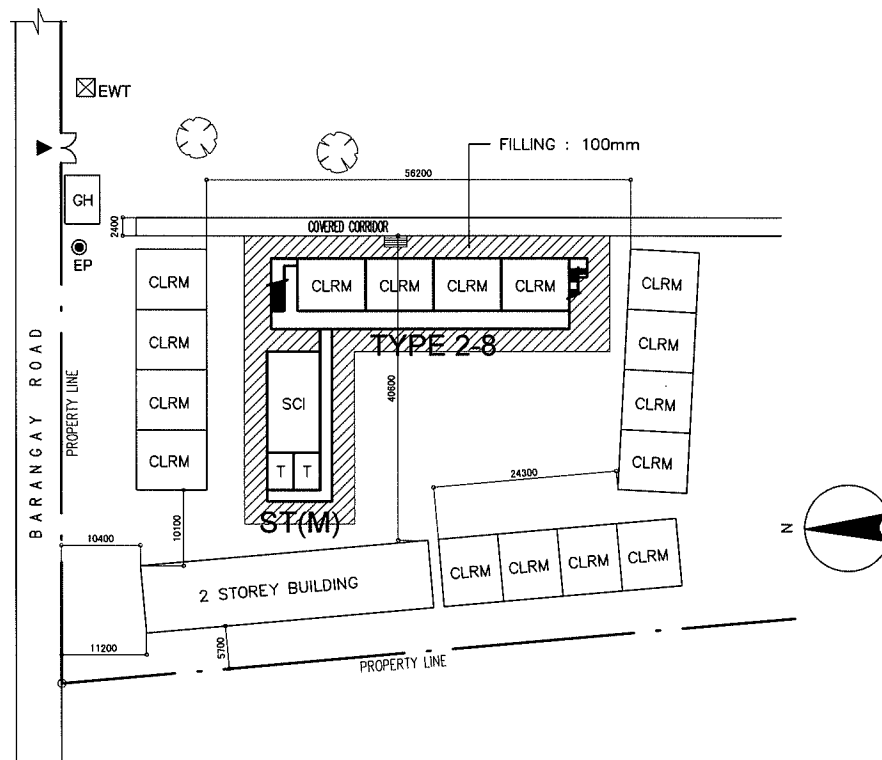 EWT
FILLING : 100mm
56200
GH
2400
COVERED CORRIDOR
EP
CLRM
CLRM
CLRM
CLRM
CLRM
CLRM
CLRM
CLRM
CLRM
CLRM
CLRM
CLRM
TYPE 2-8
40600
SCI
T
T
ST(M)
BARANGAY ROAD
PROPERTY LINE
24300
10100
10400
2 STOREY BUILDING
CLRM
CLRM
CLRM
CLRM
N
11200
5700
PROPERTY LINE